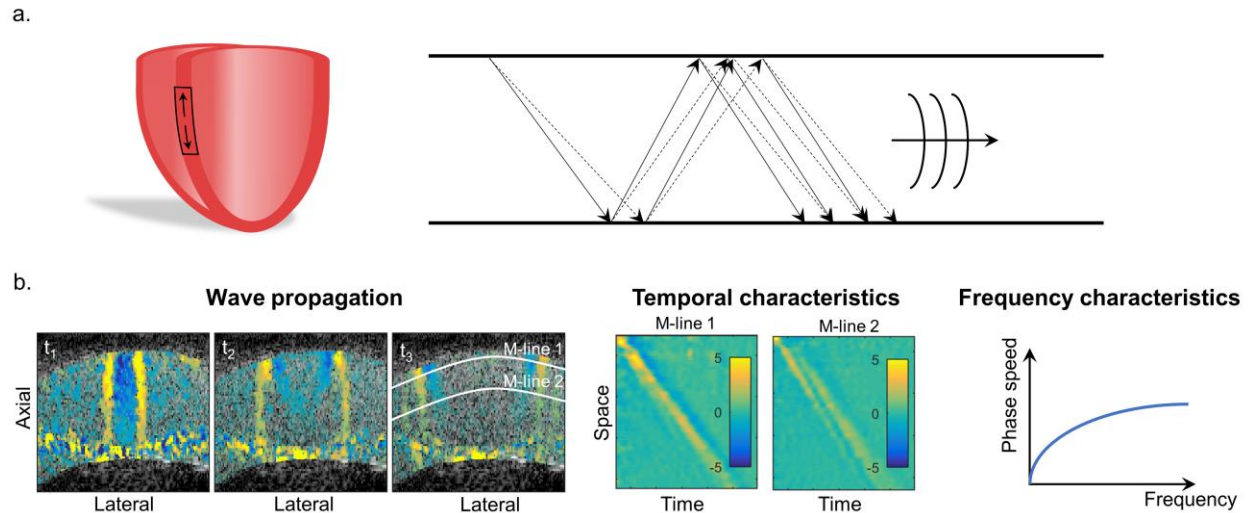 a.
b.
Wave propagation
Temporal characteristics
Frequency characteristics
t1
t2
t3
M-line 1
M-line 2
Axial
Lateral
Lateral
Lateral
M-line 1
M-line 2
Space
5
0
-5
5
0
-5
Time
Time
Phase speed
Frequency